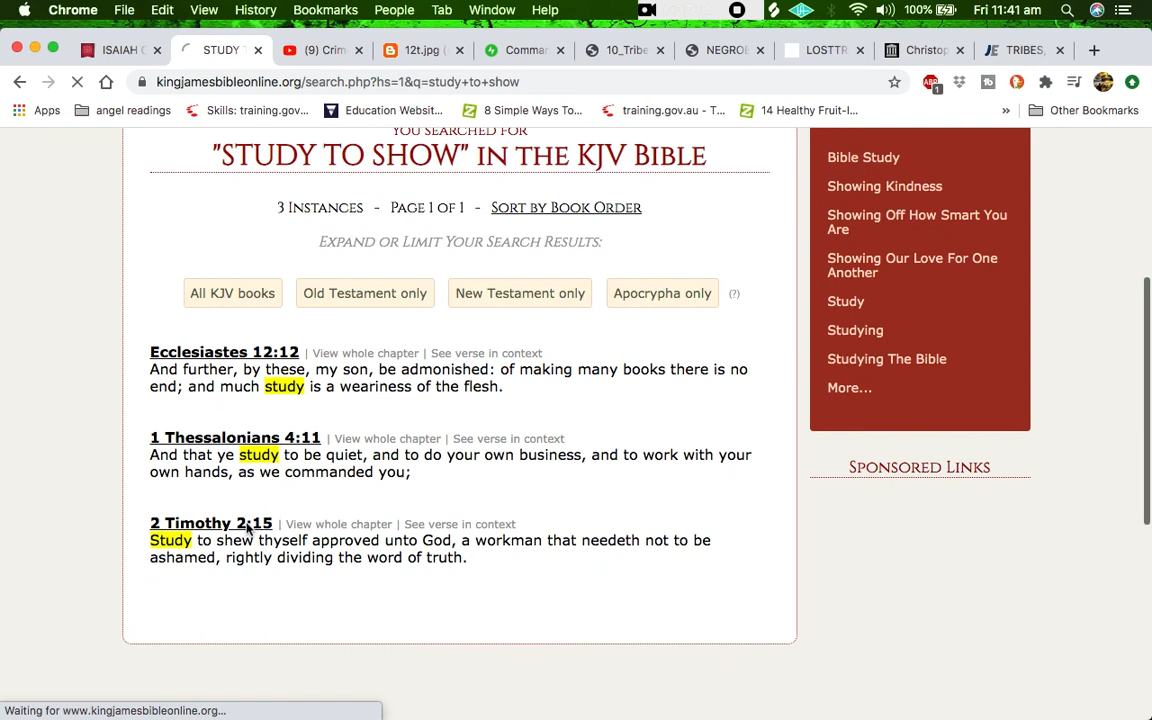 Chrome File Edit View History Bookmarks People Tab Window Help 100% Fri 11:41 am
ISAIAH STUDY T (9) Crim 12t.jpg ( Comma 10_Tribe NEGROE LOSTTR Christop JE TRIBES,
kingjamesbibleonline.org/search.php?hs=1&q=study+to+show ABP 1
Apps angel readings Skills: training.gov... Education Websit... 8 Simple Ways To... training.gov.au - T... 14 Healthy Fruit-I... » Other Bookmarks
YOU SEARCHED FOR
"STUDY TO SHOW" IN THE KJV BIBLE
3 INSTANCES - PAGE 1 OF 1 - SORT BY BOOK ORDER
EXPAND OR LIMIT YOUR SEARCH RESULTS:
All KJV books Old Testament only New Testament only Apocrypha only (?)
Ecclesiastes 12:12 | View whole chapter | See verse in context
And further, by these, my son, be admonished: of making many books there is no
end; and much study is a weariness of the flesh.
1 Thessalonians 4:11 | View whole chapter | See verse in context
And that ye study to be quiet, and to do your own business, and to work with your
own hands, as we commanded you;
2 Timothy 2:15 | View whole chapter | See verse in context
Study to shew thyself approved unto God, a workman that needeth not to be
ashamed, rightly dividing the word of truth.
Bible Study
Showing Kindness
Showing Off How Smart You
Are
Showing Our Love For One
Another
Study
Studying
Studying The Bible
More...
SPONSORED LINKS
Waiting for www.kingjamesbibleonline.org...